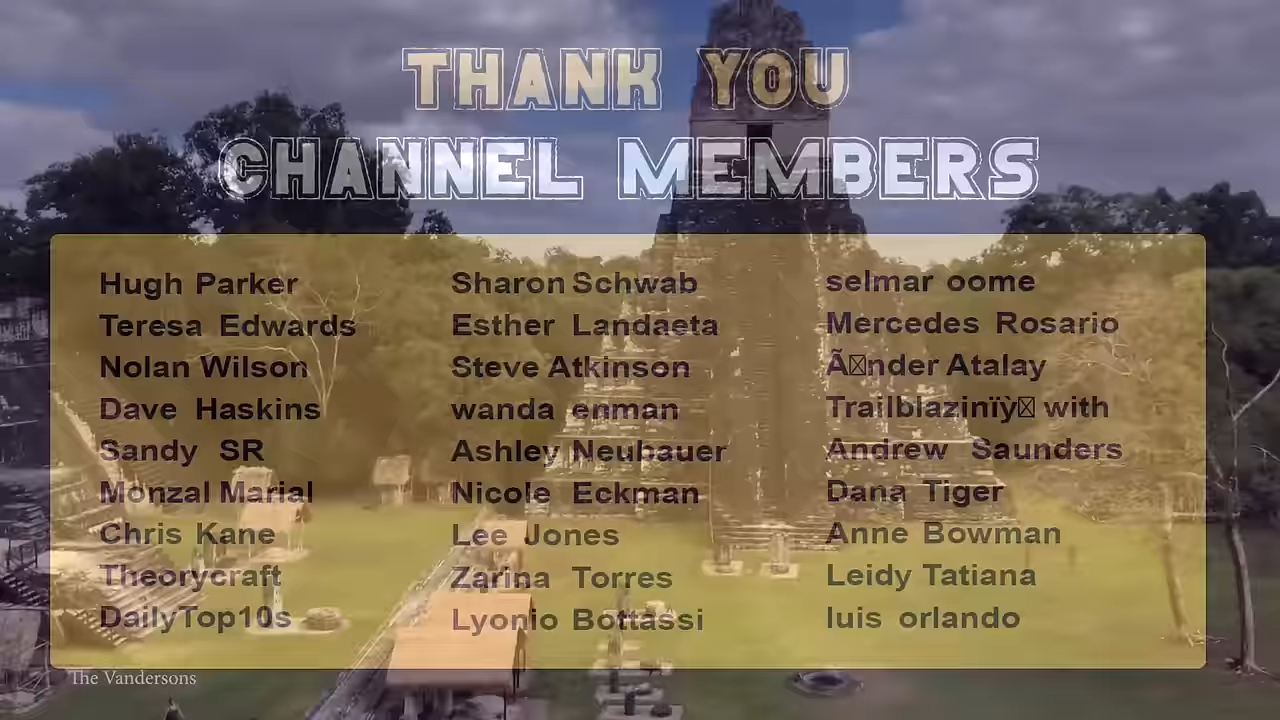 THANK YOU
CHANNEL MEMBERS
Hugh Parker
Teresa Edwards
Nolan Wilson
Dave Haskins
Sandy SR
Monzal Marial
Chris Kane
Theorycraft
DailyTop10s
Sharon Schwab
Esther Landaeta
Steve Atkinson
wanda enman
Ashley Neubauer
Nicole Eckman
Lee Jones
Zarina Torres
Lyonio Bottassi
selmar oome
Mercedes Rosario
Ã▯nder Atalay
Trailblazinïÿ▯ with
Andrew Saunders
Dana Tiger
Anne Bowman
Leidy Tatiana
luis orlando
The Vandersons